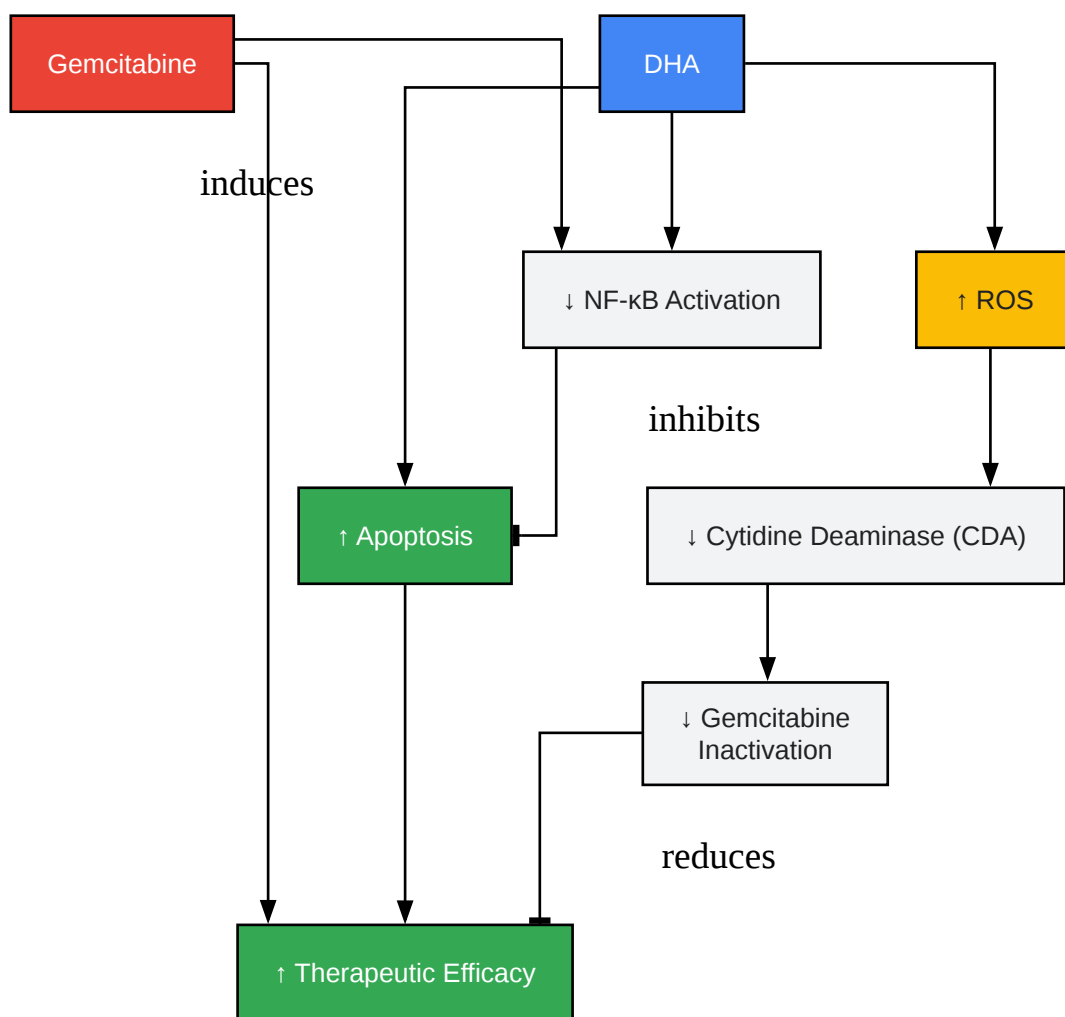 Gemcitabine
DHA
induces
↓ NF-κB Activation
↑ ROS
inhibits
↑ Apoptosis
↓ Cytidine Deaminase (CDA)
↓ Gemcitabine
Inactivation
reduces
↑ Therapeutic Efficacy